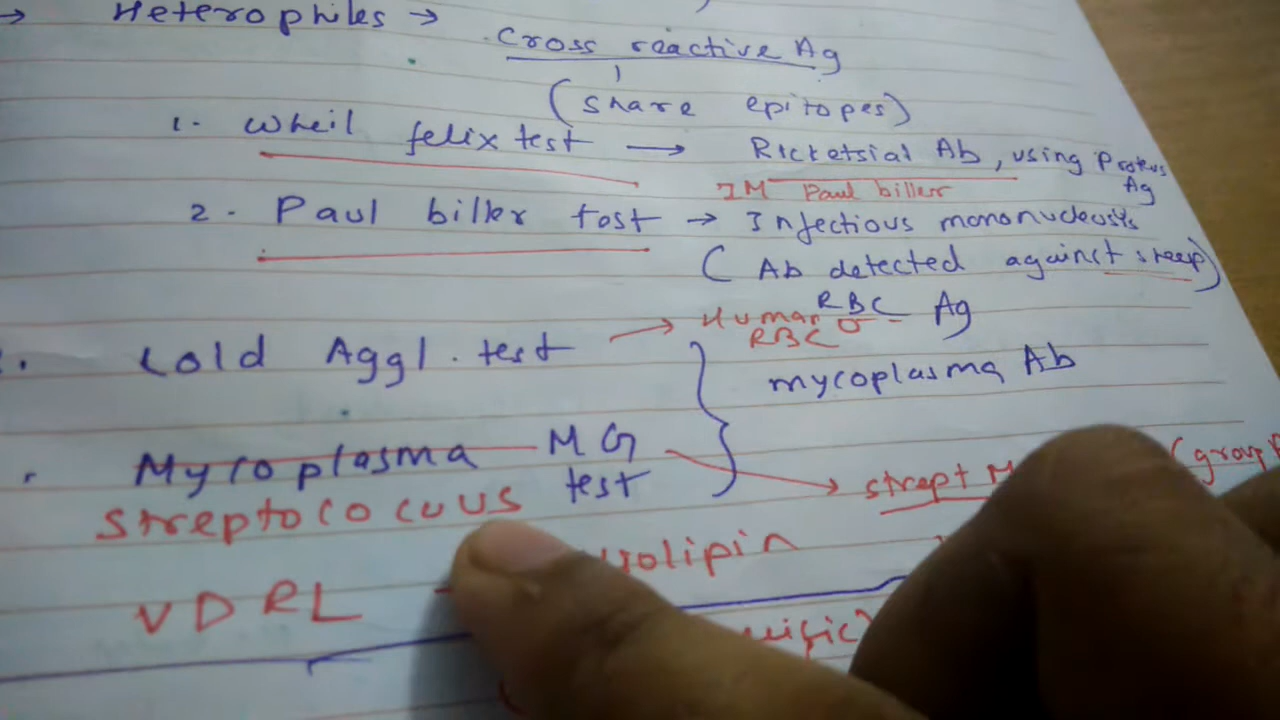 → Heterophiles →
Cross reactive Ag
(share epitopes)
1. Wheil felix test → Ricketsial Ab, using Proteus
Ag
IM Paul biller
2. Paul biller test → Infectious mononucleosis
(Ab detected against sheep)
RBC Ag
Cold Aggl. test → Human
RBC
mycoplasma Ab
Mycoplasma MG
test → strept M (group
Streptococuus
VDRL